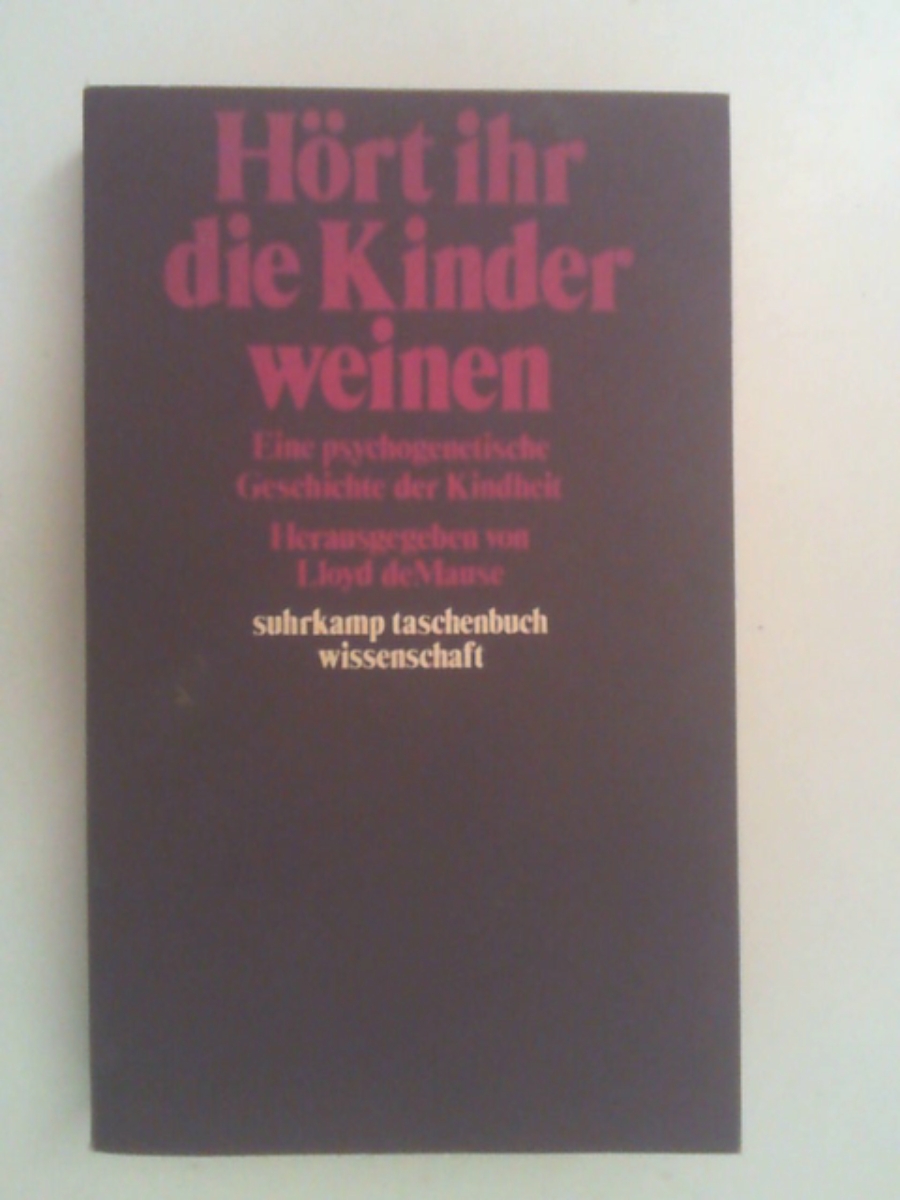 Hört ihr
die Kinder
weinen
Eine psychogenetische
Geschichte der Kindheit
Herausgegeben von
Lloyd deMause
suhrkamp taschenbuch
wissenschaft